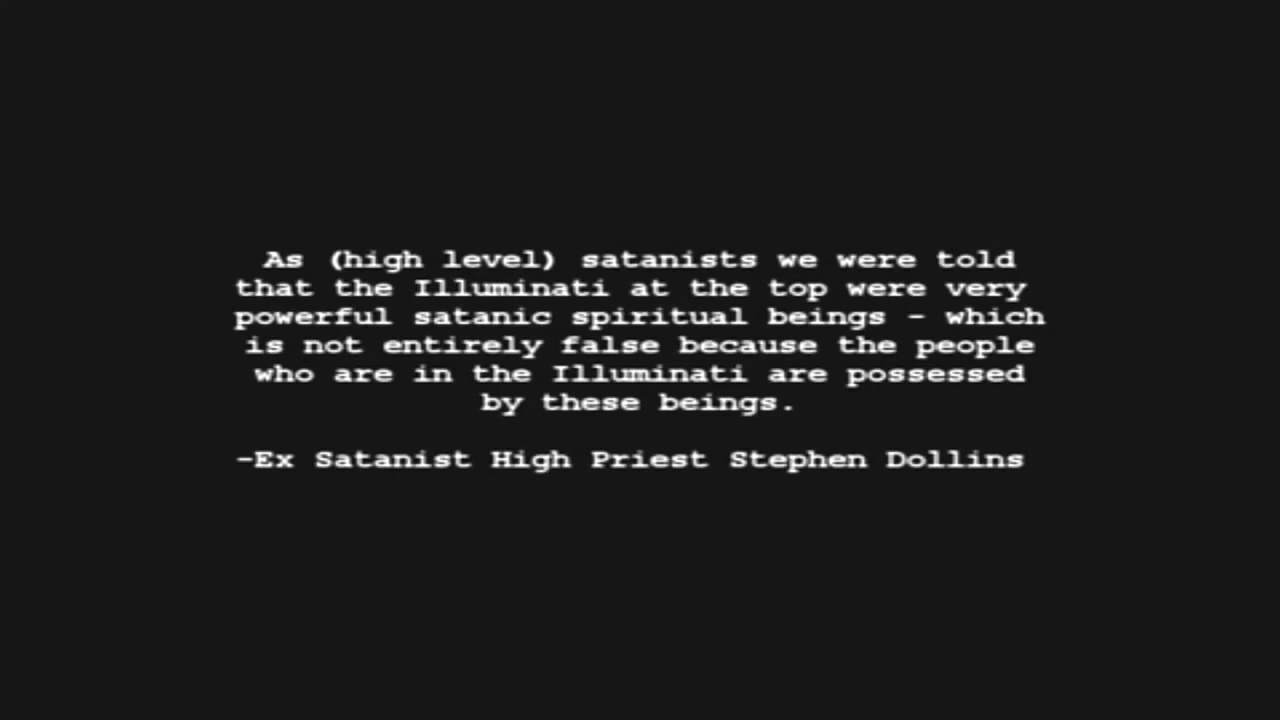 As (high level) satanists we were told
that the Illuminati at the top were very
powerful satanic spiritual beings - which
is not entirely false because the people
who are in the Illuminati are possessed
by these beings.
-Ex Satanist High Priest Stephen Dollins